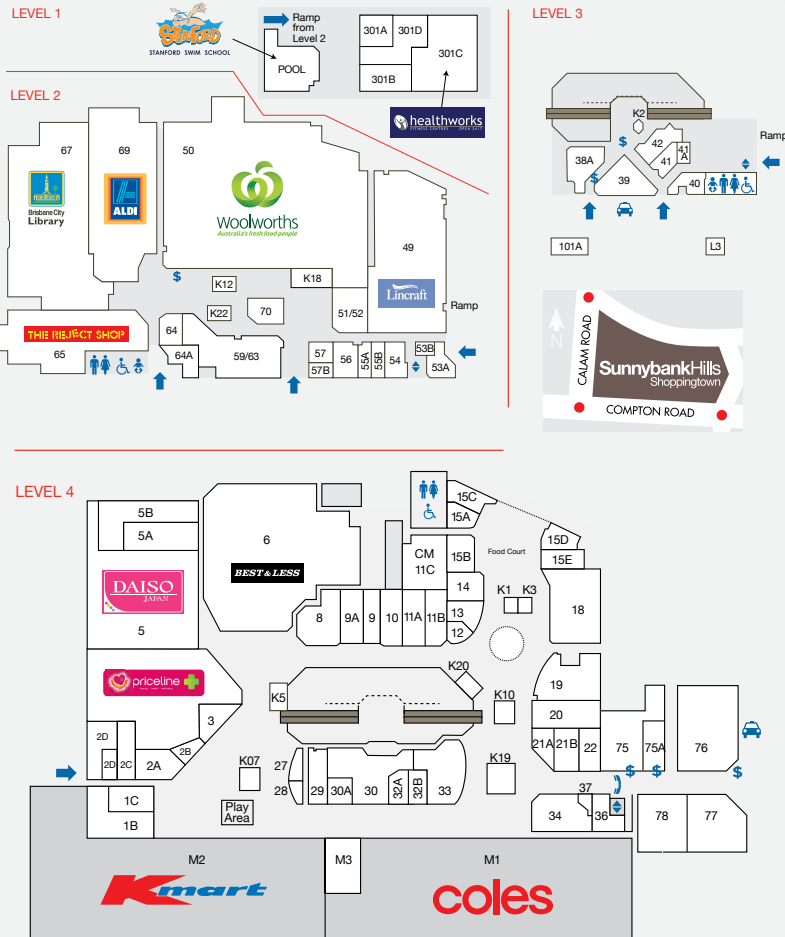 LEVEL 1
STANFORD
STANFORD SWIM SCHOOL
Ramp
from
Level 2
POOL
301A
301D
301C
301B
healthworks
FITNESS CENTRES OPEN 24/7
LEVEL 2
67
Brisbane City
Library
69
ALDI
50
Woolworths
Australia's fresh food people
49
Lincraft
$
K12
K18
K22
70
51/52
Ramp
THE REJECT SHOP
65
64
64A
59/63
57
57B
56
55A
55B
54
53B
53A
LEVEL 3
K2
$
42
41
41
A
Ramp
38A
$
39
40
101A
L3
N
CALAM ROAD
SunnybankHills
Shoppingtown
COMPTON ROAD
LEVEL 4
5B
5A
DAISO
JAPAN
5
6
BEST & LESS
15C
15A
CM
11C
15B
Food Court
15D
15E
14
K1
K3
18
8
9A
9
10
11A
11B
13
12
priceline
3
2D
2D
2C
2A
2B
K5
K20
K10
19
20
21A
21B
22
75
75A
76
$
$
$
K07
27
28
29
30A
30
32A
32B
33
K19
37
34
36
78
77
1C
1B
Play
Area
M2
Kmart
M3
M1
coles